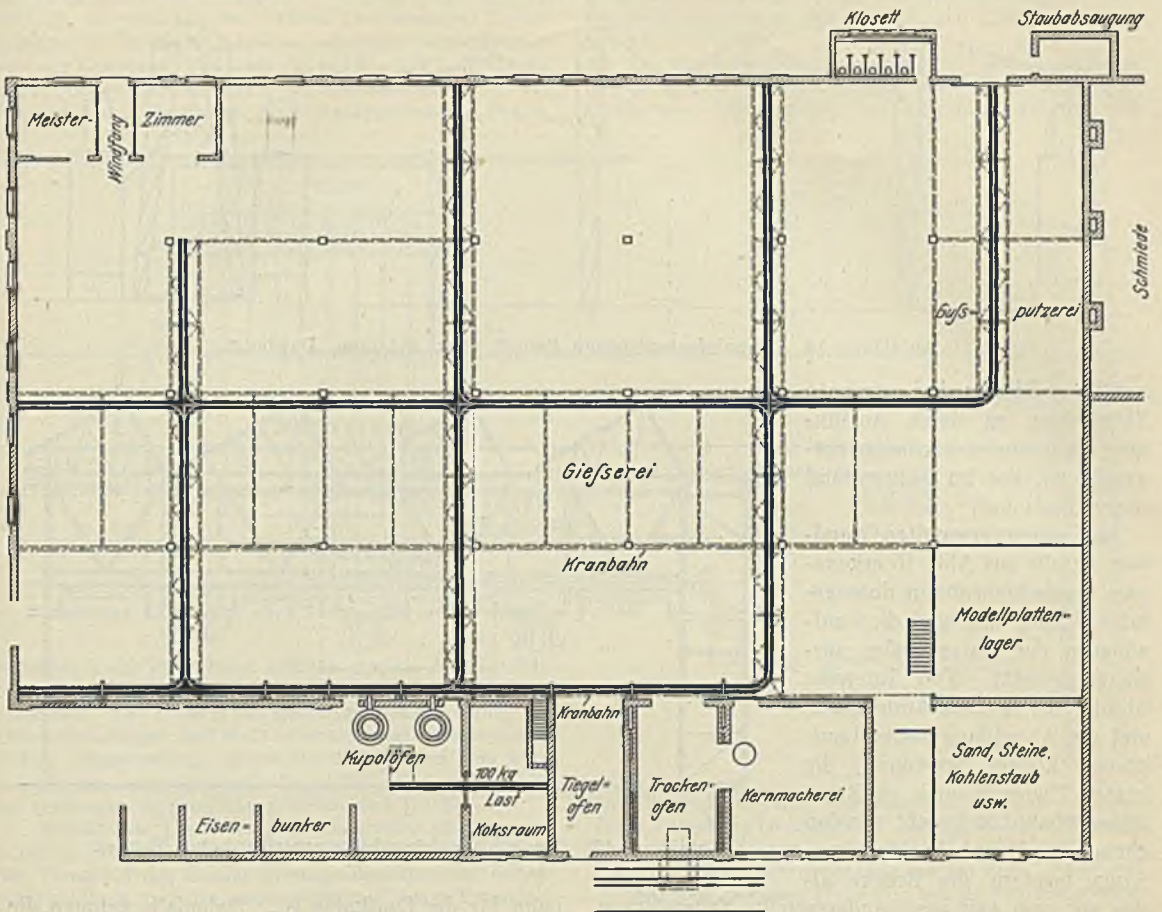 Klosett
Staubabsaugung
Meister-
Windfang
Zimmer
Schmiede
Guß-
putzerei
Gießerei
Kranbahn
Modellplatten-
lager
Kranbahn
Kupolöfen
100 kg
Last
Tiegel-
ofen
Trocken-
ofen
Kernmacherei
Sand, Steine,
Kohlenstaub
usw.
Eisen-
bunker
Koksraum